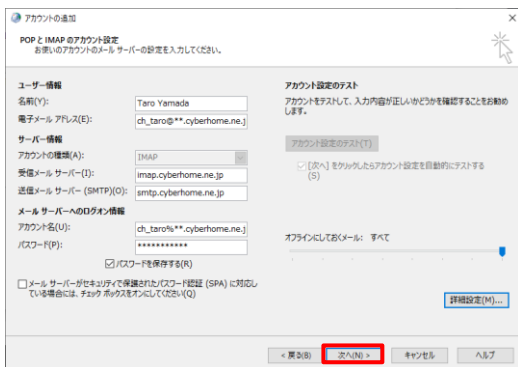 アカウントの追加
POP と IMAP のアカウント設定
お使いのアカウントのメール サーバーの設定を入力してください。
ユーザー情報
名前(Y):
Taro Yamada
電子メール アドレス(E):
ch_taro@**.cyberhome.ne.j
サーバー情報
アカウントの種類(A):
IMAP
受信メール サーバー(I):
imap.cyberhome.ne.jp
送信メール サーバー (SMTP)(O):
smtp.cyberhome.ne.jp
メール サーバーへのログオン情報
アカウント名(U):
ch_taro%**.cyberhome.ne.j
パスワード(P):
***********
パスワードを保存する(R)
メール サーバーがセキュリティで保護されたパスワード認証 (SPA) に対応し
ている場合には、チェック ボックスをオンにしてください(Q)
アカウント設定のテスト
アカウントをテストして、入力内容が正しいかどうかを確認することをお勧め
します。
アカウント設定のテスト(T)
[次へ] をクリックしたらアカウント設定を自動的にテストする
(S)
オフラインにしておくメール: すべて
詳細設定(M)...
< 戻る(B)
次へ(N) >
キャンセル
ヘルプ